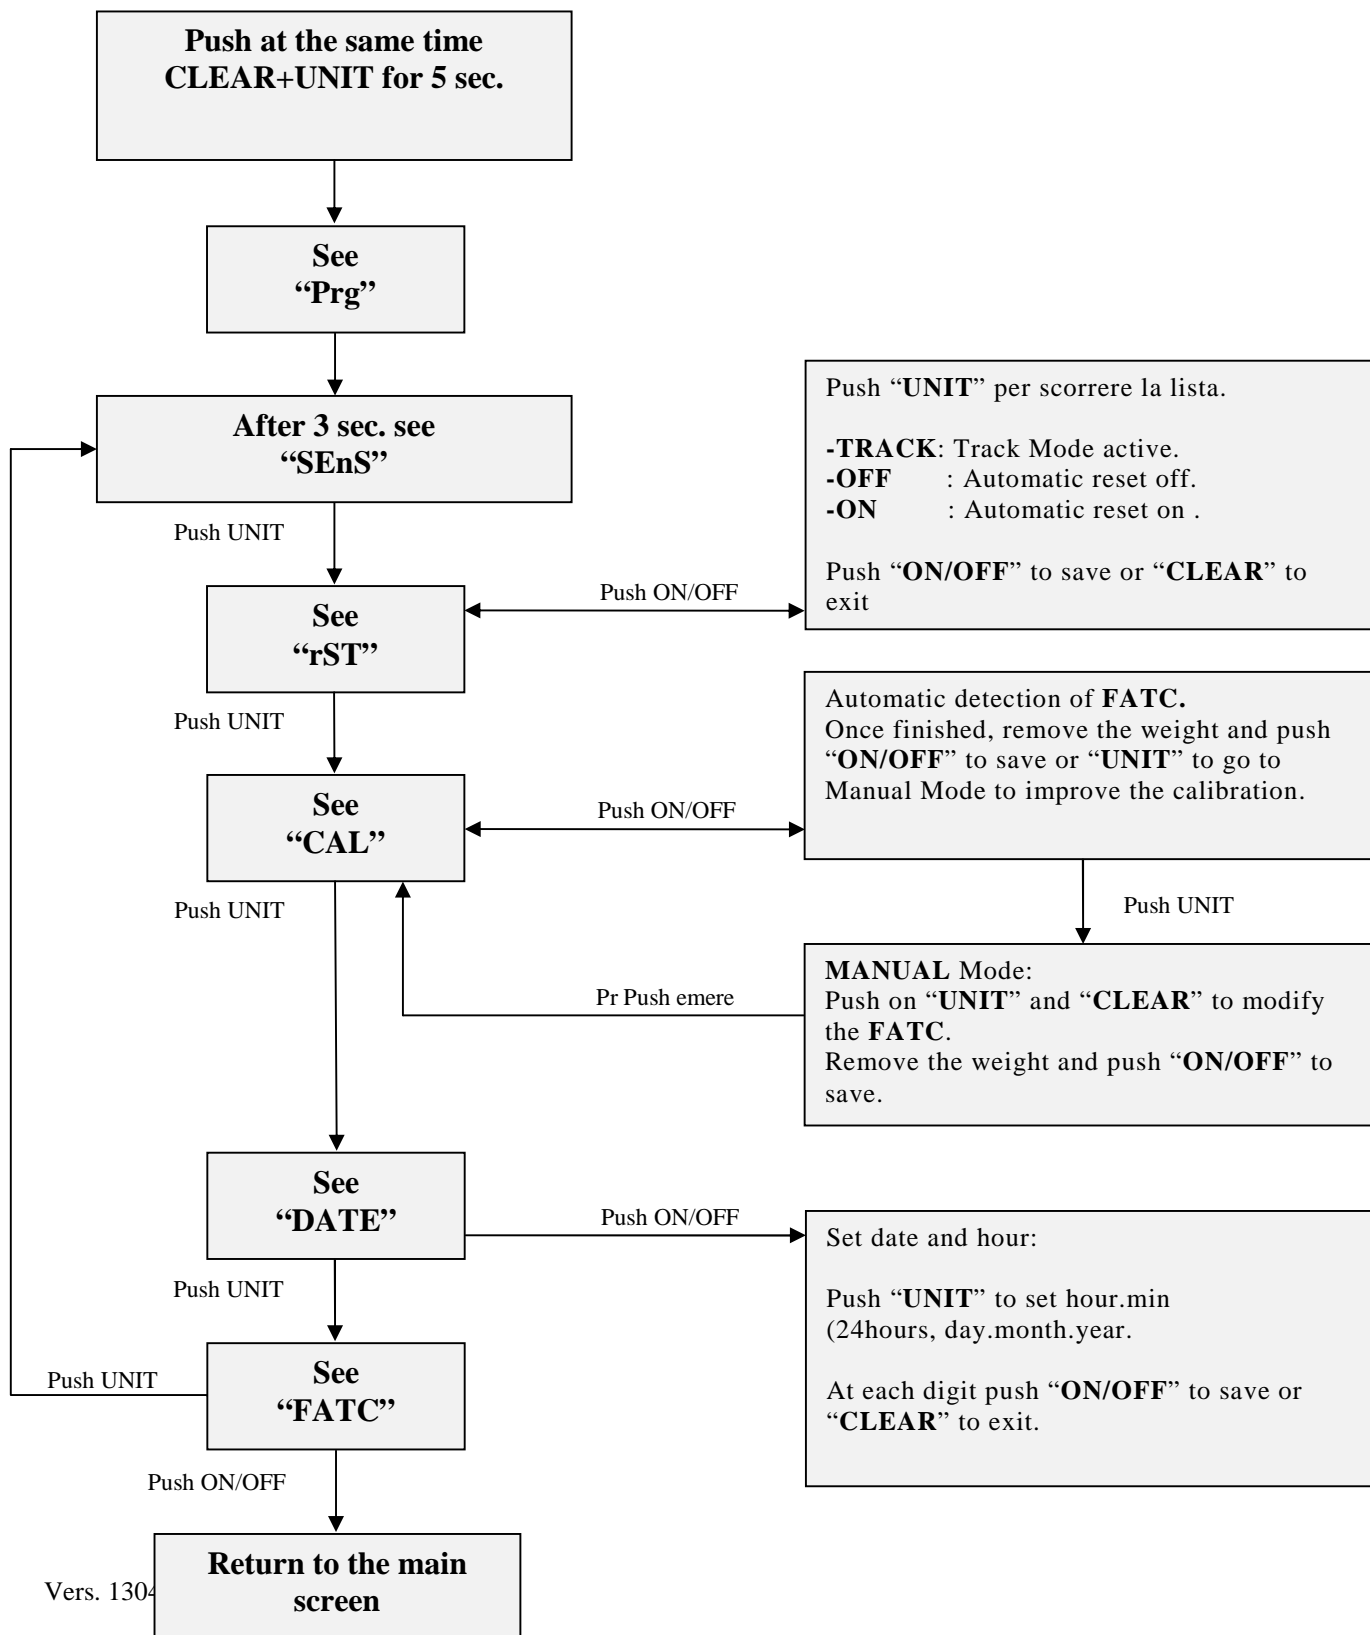 Push at the same time
CLEAR+UNIT for 5 sec.
See
“Prg”
After 3 sec. see
“SEnS”
Push UNIT
Push “UNIT” per scorrere la lista.
-TRACK: Track Mode active.
-OFF : Automatic reset off.
-ON : Automatic reset on .
Push “ON/OFF” to save or “CLEAR” to
exit
Push ON/OFF
See
“rST”
Push UNIT
Automatic detection of FATC.
Once finished, remove the weight and push
“ON/OFF” to save or “UNIT” to go to
Manual Mode to improve the calibration.
Push ON/OFF
See
“CAL”
Push UNIT
Push UNIT
MANUAL Mode:
Push on “UNIT” and “CLEAR” to modify
the FATC.
Remove the weight and push “ON/OFF” to
save.
Pr Push emere
See
“DATE”
Push ON/OFF
Set date and hour:
Push “UNIT” to set hour.min
(24hours, day.month.year.
At each digit push “ON/OFF” to save or
“CLEAR” to exit.
Push UNIT
See
“FATC”
Push UNIT
Push ON/OFF
Return to the main
screen
Vers. 1304